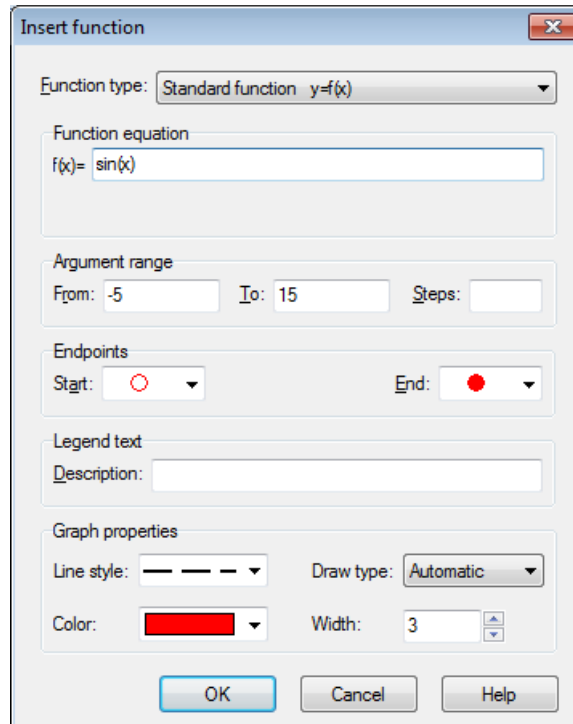 Insert function
Function type: Standard function y=f(x)
Function equation
f(x)= sin(x)
Argument range
From: -5 To: 15 Steps:
Endpoints
Start: End:
Legend text
Description:
Graph properties
Line style: Draw type: Automatic
Color: Width: 3
OK Cancel Help